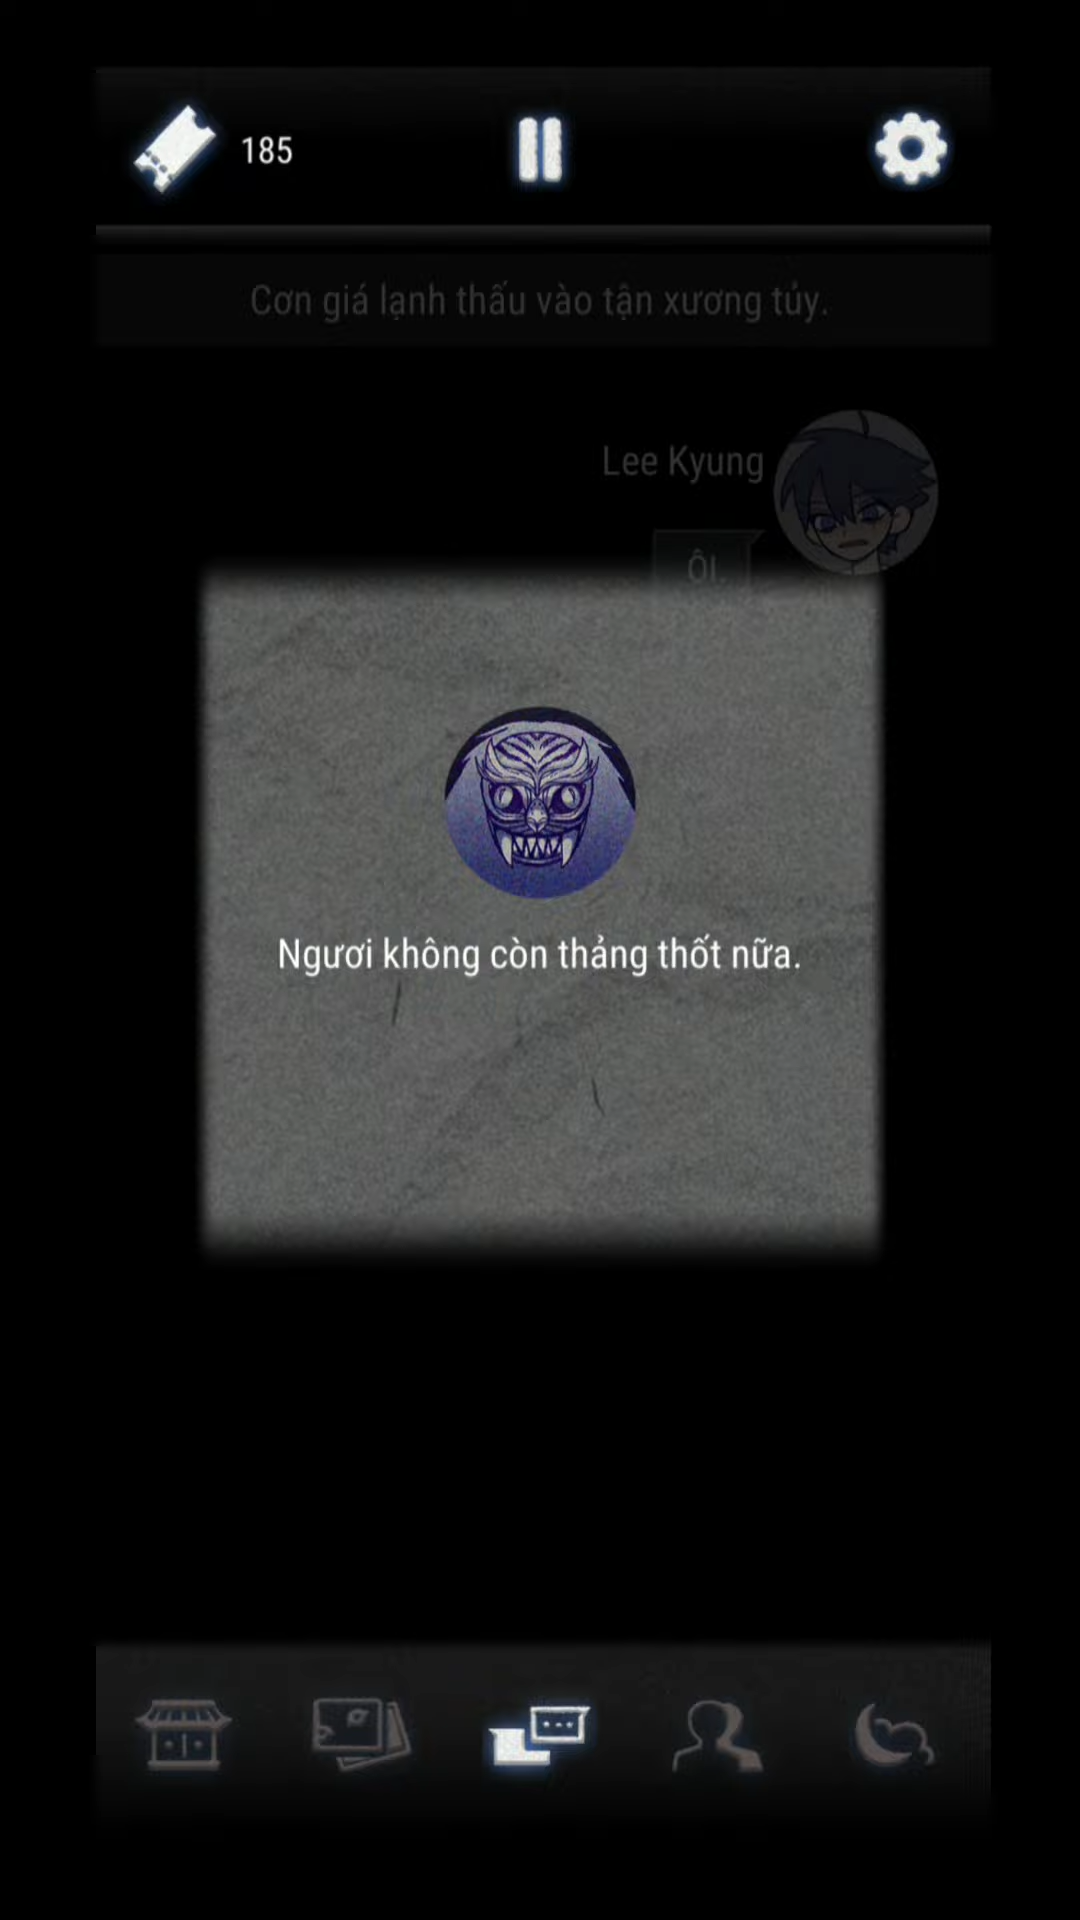 185
Cơn giá lạnh thấu vào tận xương tủy.
Lee Kyung
Ôi.
Ngươi không còn thảng thốt nữa.